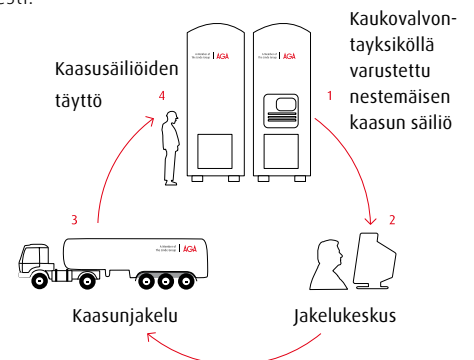 Kaukovalvon-
tayksiköllä
varustettu
nestemäisen
kaasun säiliö
1
Kaasusäiliöiden
täyttö
4
AGA
AGA
2
3
AGA
Kaasunjakelu
Jakelukeskus